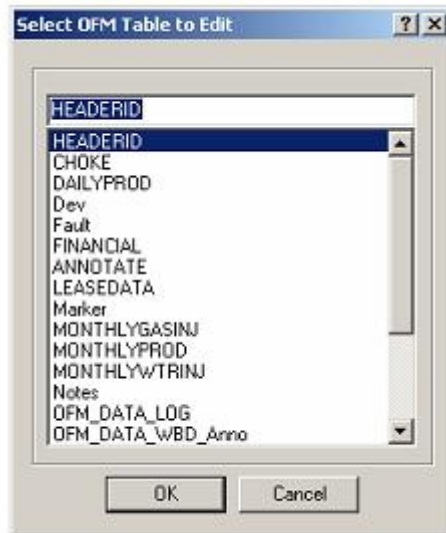 Select OFM Table to Edit
HEADERID
HEADERID
CHOKE
DAILYPROD
Dev
Fault
FINANCIAL
ANNOTATE
LEASEDATA
Marker
MONTHLYGASINJ
MONTHLYPROD
MONTHLYWTRINJ
Notes
OFM_DATA_LOG
OFM_DATA_WBD_Anno
OK Cancel